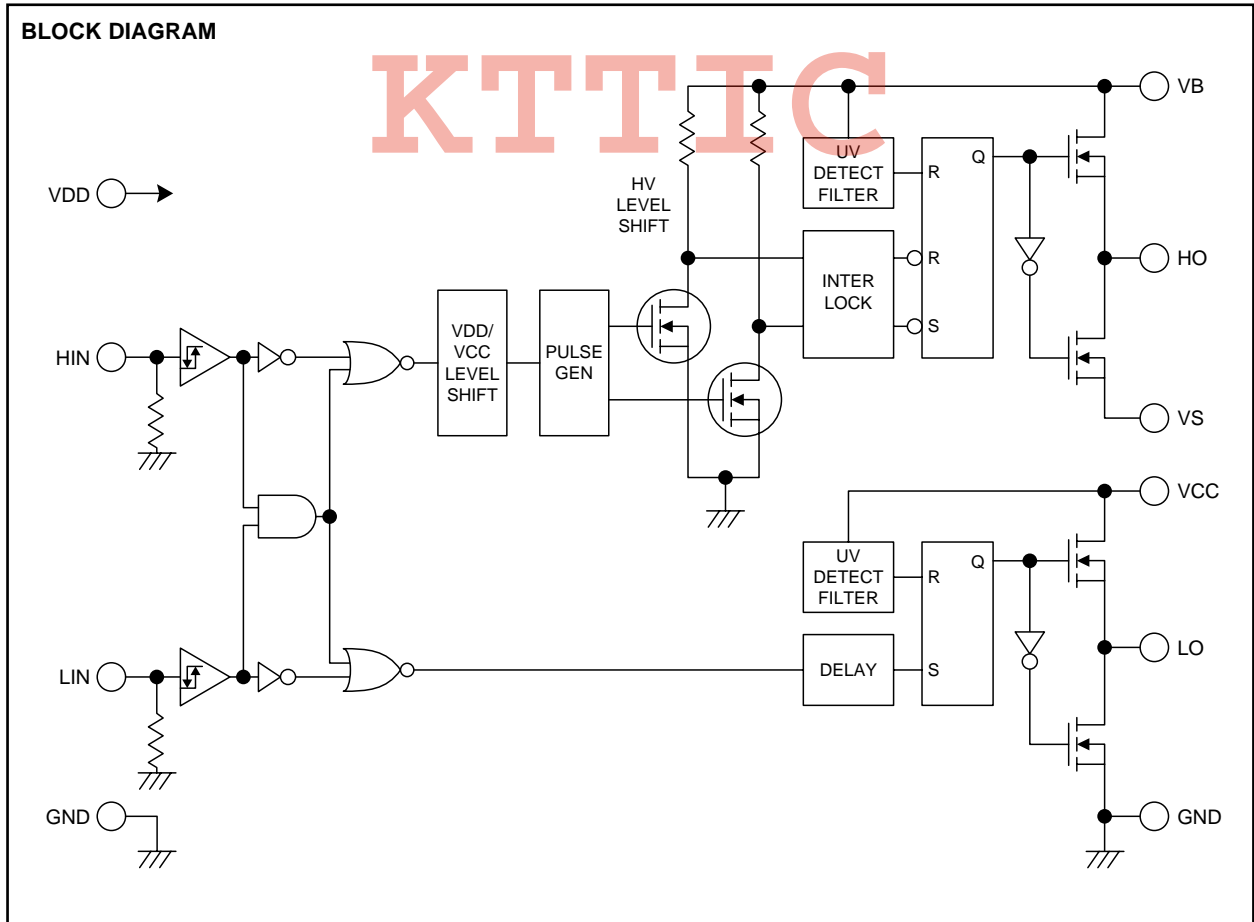 BLOCK DIAGRAM
KTTIC
VB
UV
DETECT
FILTER
R
Q
VDD
HV
LEVEL
SHIFT
INTER
LOCK
R
S
HO
HIN
VDD/
VCC
LEVEL
SHIFT
PULSE
GEN
VS
VCC
UV
DETECT
FILTER
R
Q
LIN
DELAY
S
LO
GND
GND